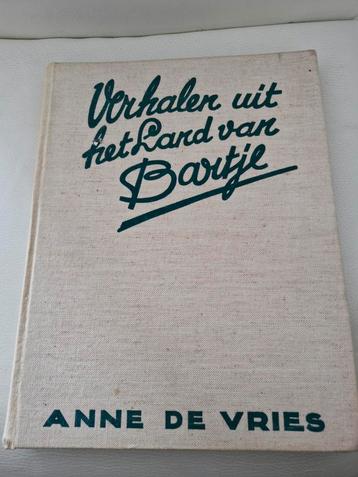 Verhalen uit
het Land van
Bartje
ANNE DE VRIES